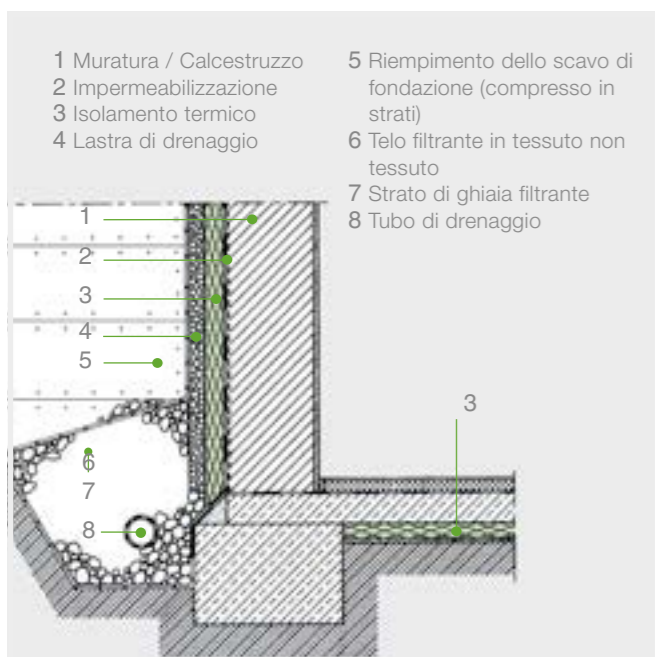 1 Muratura / Calcestruzzo
2 Impermeabilizzazione
3 Isolamento termico
4 Lastra di drenaggio
5 Riempimento dello scavo di
fondazione (compresso in
strati)
6 Telo filtrante in tessuto non
tessuto
7 Strato di ghiaia filtrante
8 Tubo di drenaggio
1
2
3
4
5
3
6
7
8